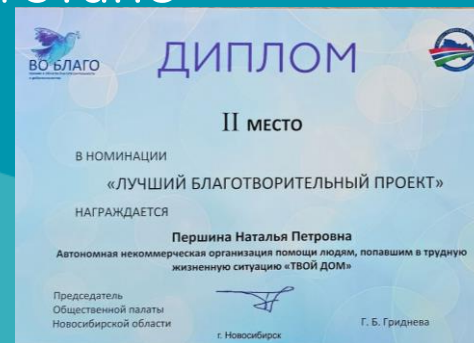 ВО БЛАГО
ДИПЛОМ
II МЕСТО
В НОМИНАЦИИ
«ЛУЧШИЙ БЛАГОТВОРИТЕЛЬНЫЙ ПРОЕКТ»
НАГРАЖДАЕТСЯ
Першина Наталья Петровна
Автономная некоммерческая организация помощи людям, попавшим в трудную
жизненную ситуацию «ТВОЙ ДОМ»
Председатель
Общественной палаты
Новосибирской области
Г. Б. Гриднева
г. Новосибирск